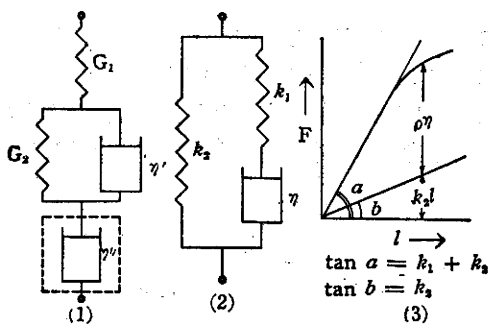 G₁
G₂
η′
η″
(1)
k₁
k₂
η
(2)
F
ρη
a
b
k₂l
l
tan a = k₁ + k₂
tan b = k₂
(3)